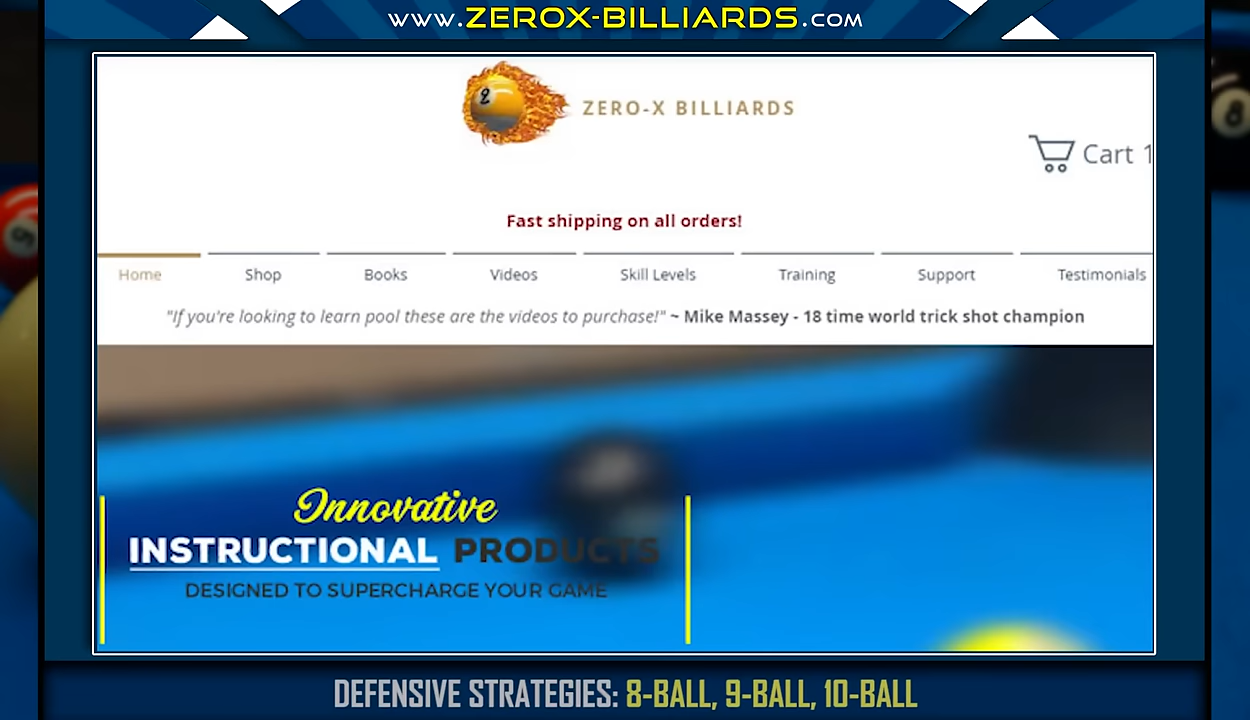 www.ZEROX-BILLIARDS.com
ZERO-X BILLIARDS
Cart 1
Fast shipping on all orders!
Home Shop Books Videos Skill Levels Training Support Testimonials
"If you're looking to learn pool these are the videos to purchase!" ~ Mike Massey - 18 time world trick shot champion
Innovative
INSTRUCTIONAL PRODUCTS
DESIGNED TO SUPERCHARGE YOUR GAME
DEFENSIVE STRATEGIES: 8-BALL, 9-BALL, 10-BALL